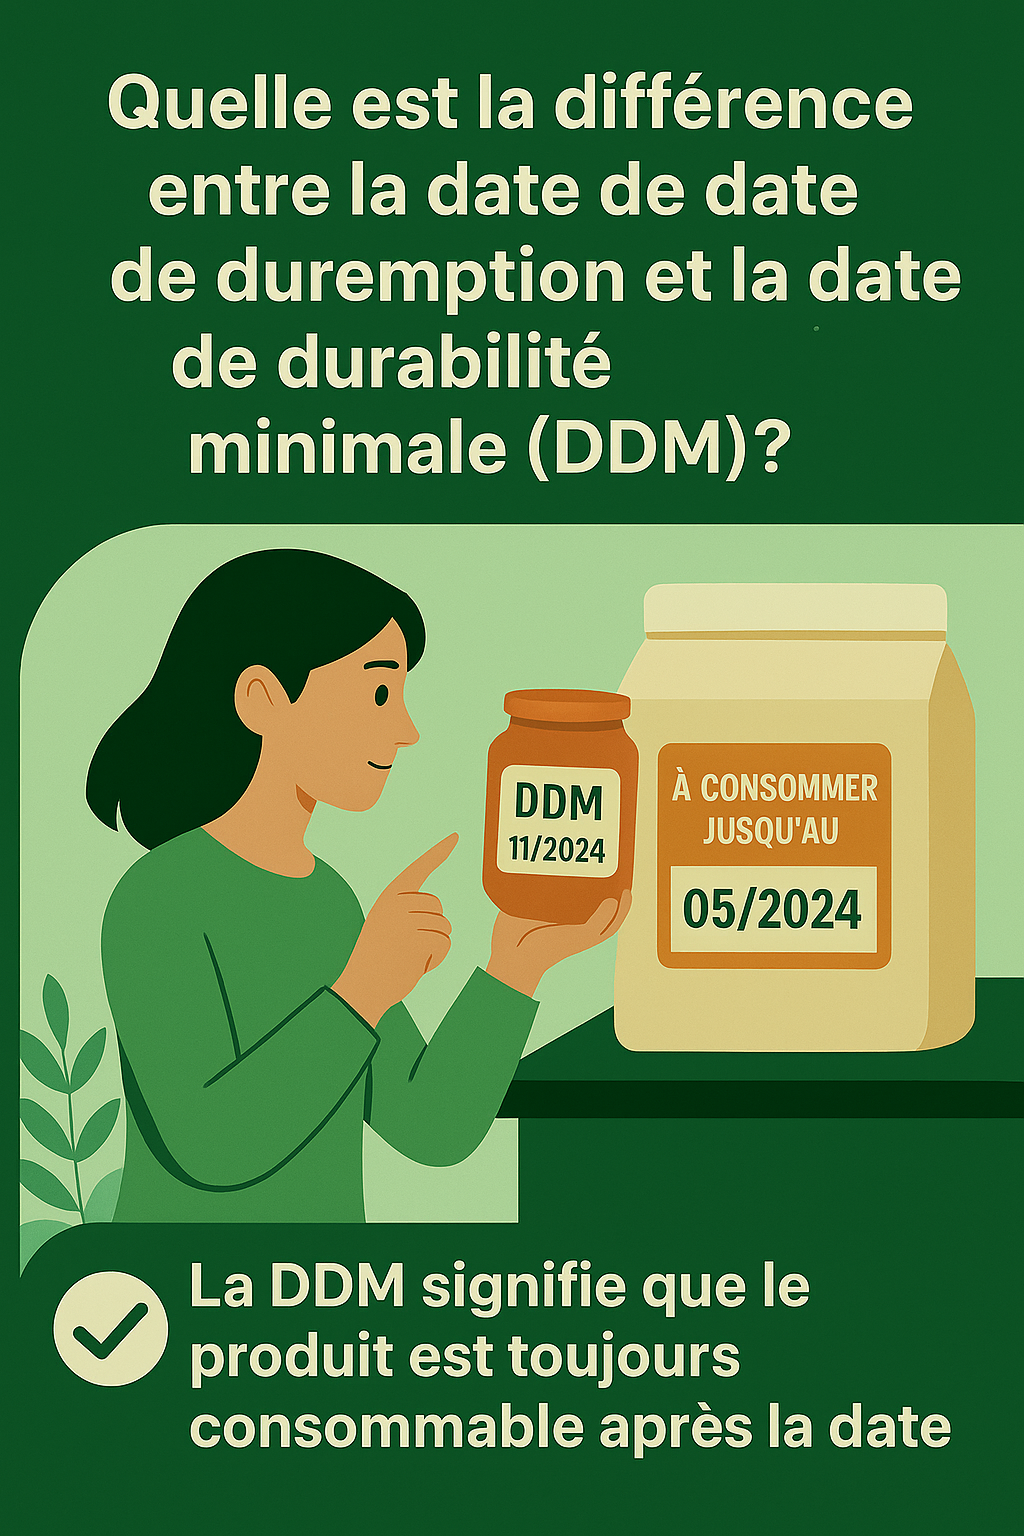 Quelle est la différence
entre la date de date
de duremption et la date
de durabilité
minimale (DDM)?
DDM
11/2024
À CONSOMMER
JUSQU'AU
05/2024
La DDM signifie que le
produit est toujours
consommable après la date